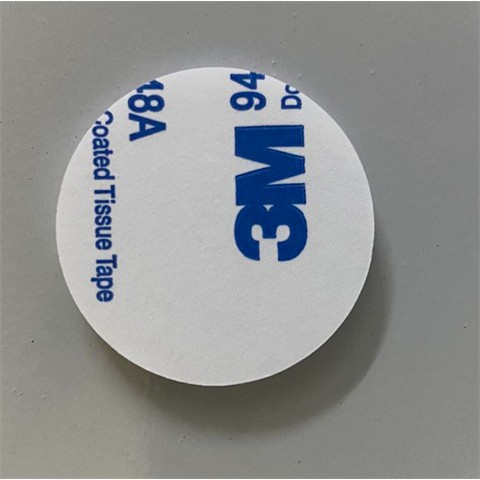 3M 94
Do
48A
Coated Tissue Tape